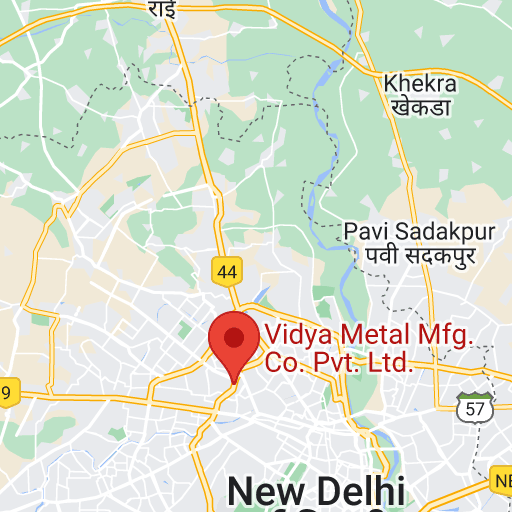 राई
Khekra
खेकडा
Pavi Sadakpur
पवी सदकपुर
44
Vidya Metal Mfg.
Co. Pvt. Ltd.
9
57
NE
New Delhi